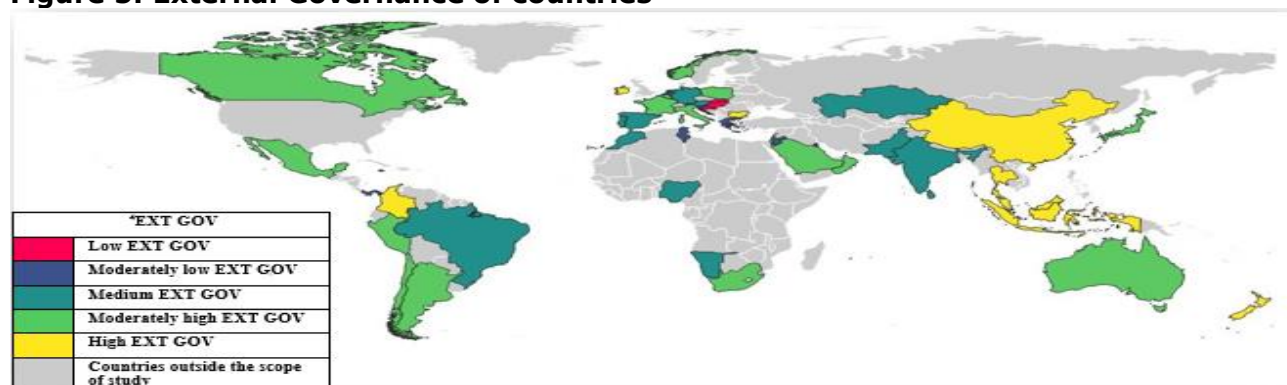 Figure 3: External Governance of countries
*EXT GOV
Low EXT GOV
Moderately low EXT GOV
Medium EXT GOV
Moderately high EXT GOV
High EXT GOV
Countries outside the scope
of study